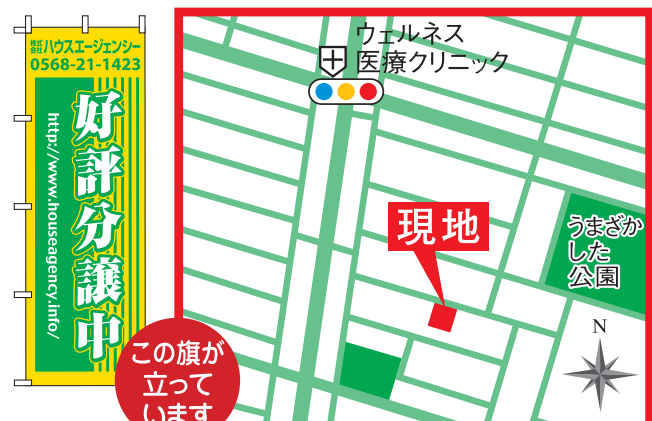 株式会社ハウスエージェンシー
0568-21-1423
好評分譲中
http://www.houseagency.info/
この旗が
立って
います
ウェルネス
医療クリニック
現地
うまざか
した
公園
N